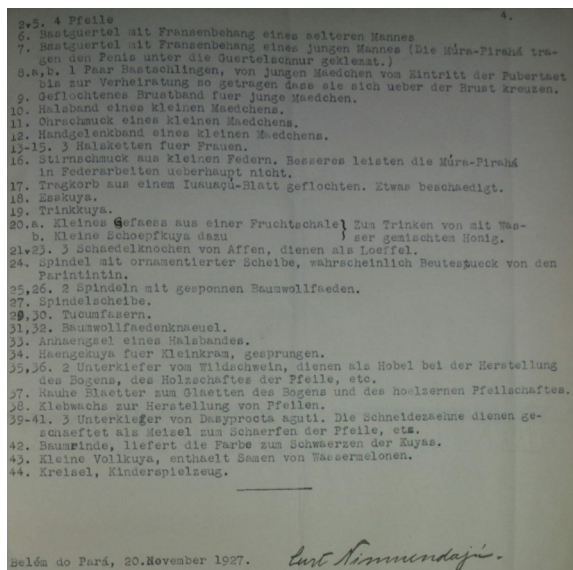 4.
2+5. 4 Pfeile
6. Bastguertel mit Fransenbehang eines aelteren Mannes
7. Bastguertel mit Fransenbehang eines jungen Mannes (Die Múra-Pirahá tra-
gen den Penis unter die Guertelschnur geklemmt.)
8.a,b. 1 Paar Bastschlingen, von jungen Maedchen vom Eintritt der Pubertaet
bis zur Verheiratung so getragen dass sie sich ueber der Brust kreuzen.
9. Geflochtenes Brustband fuer junge Maedchen.
10. Halsband eines kleinen Maedchens.
11. Ohrschmuck eines kleinen Maedchens.
12. Handgelenkband eines kleinen Maedchens.
13-15. 3 Halsketten fuer Frauen.
16. Stirnschmuck aus kleinen Federn. Besseres leisten die Múra-Pirahá
in Federarbeiten ueberhaupt nicht.
17. Tragkorb aus einem Iuauaçú-Blatt geflochten. Etwas beschaedigt.
18. Esskuya.
19. Trinkkuya.
20.a. Kleines Gefaess aus einer Fruchtschale} Zum Trinken von mit Was-
b. Kleine Schoepfkuya dazu } ser gemischtem Honig.
21+23. 3 Schaedelknochen von Affen, dienen als Loeffel.
24. Spindel mit ornamentierter Scheibe, wahrscheinlich Beutestueck von den
Parintintin.
25,26. 2 Spindeln mit gesponnen Baumwollfaeden.
27. Spindelscheibe.
29,30. Tucumfasern.
31,32. Baumwollfaedenknaeuel.
33. Anhaengsel eines Halsbandes.
34. Haengekuya fuer Kleinkram, gesprungen.
35,36. 2 Unterkiefer vom Wildschwein, dienen als Hobel bei der Herstellung
des Bogens, des Holzschaftes der Pfeile, etc.
37. Rauhe Blaetter zum Glaetten des Bogens und des hoelzernen Pfeilschaftes.
38. Klebwachs zur Herstellung von Pfeilen.
39-41. 3 Unterkiefer von Dasyprocta aguti. Die Schneidezaehne dienen ge-
schaeftet als Meisel zum Schaerfen der Pfeile, etc.
42. Baumrinde, liefert die Farbe zum Schwaerzen der Kuyas.
43. Kleine Vollkuya, enthaelt Samen von Wassermelonen.
44. Kreisel, Kinderspielzeug.
Belém do Pará, 20.November 1927. Curt Nimuendajú.